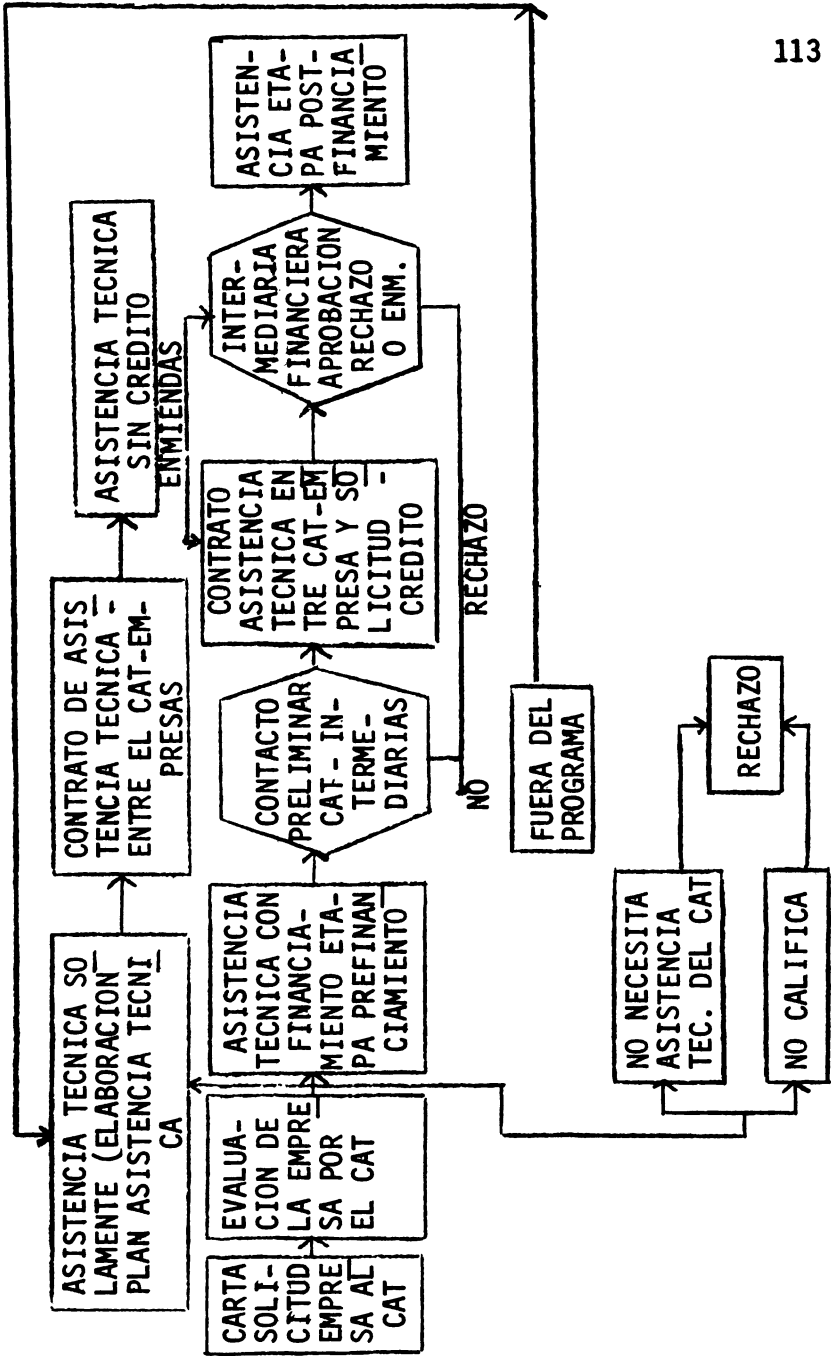 113
ASISTENCIA TECNICA SO
LAMENTE (ELABORACION
PLAN ASISTENCIA TECNI
CA
CONTRATO DE ASIS
TENCIA TECNICA -
ENTRE EL CAT-EM-
PRESAS
ASISTENCIA TECNICA
SIN CREDITO
ENMIENDAS
CARTA
SOLI-
CITUD
EMPRE
SA AL
CAT
EVALUA-
CION DE
LA EMPRE
SA POR
EL CAT
ASISTENCIA
TECNICA CON
FINANCIA-
MIENTO ETA-
PA PREFINAN
CIAMIENTO
CONTACTO
PRELIMINAR
CAT- IN-
TERME-
DIARIAS
CONTRATO
ASISTENCIA
TECNICA EN
TRE CAT-EM
PRESA Y SO
LICITUD -
CREDITO
INTER-
MEDIARIA
FINANCIERA
APROBACION
RECHAZO
O ENM.
ASISTEN-
CIA ETA-
PA POST-
FINANCIA
MIENTO
NO
RECHAZO
FUERA DEL
PROGRAMA
NO NECESITA
ASISTENCIA
TEC. DEL CAT
NO CALIFICA
RECHAZO